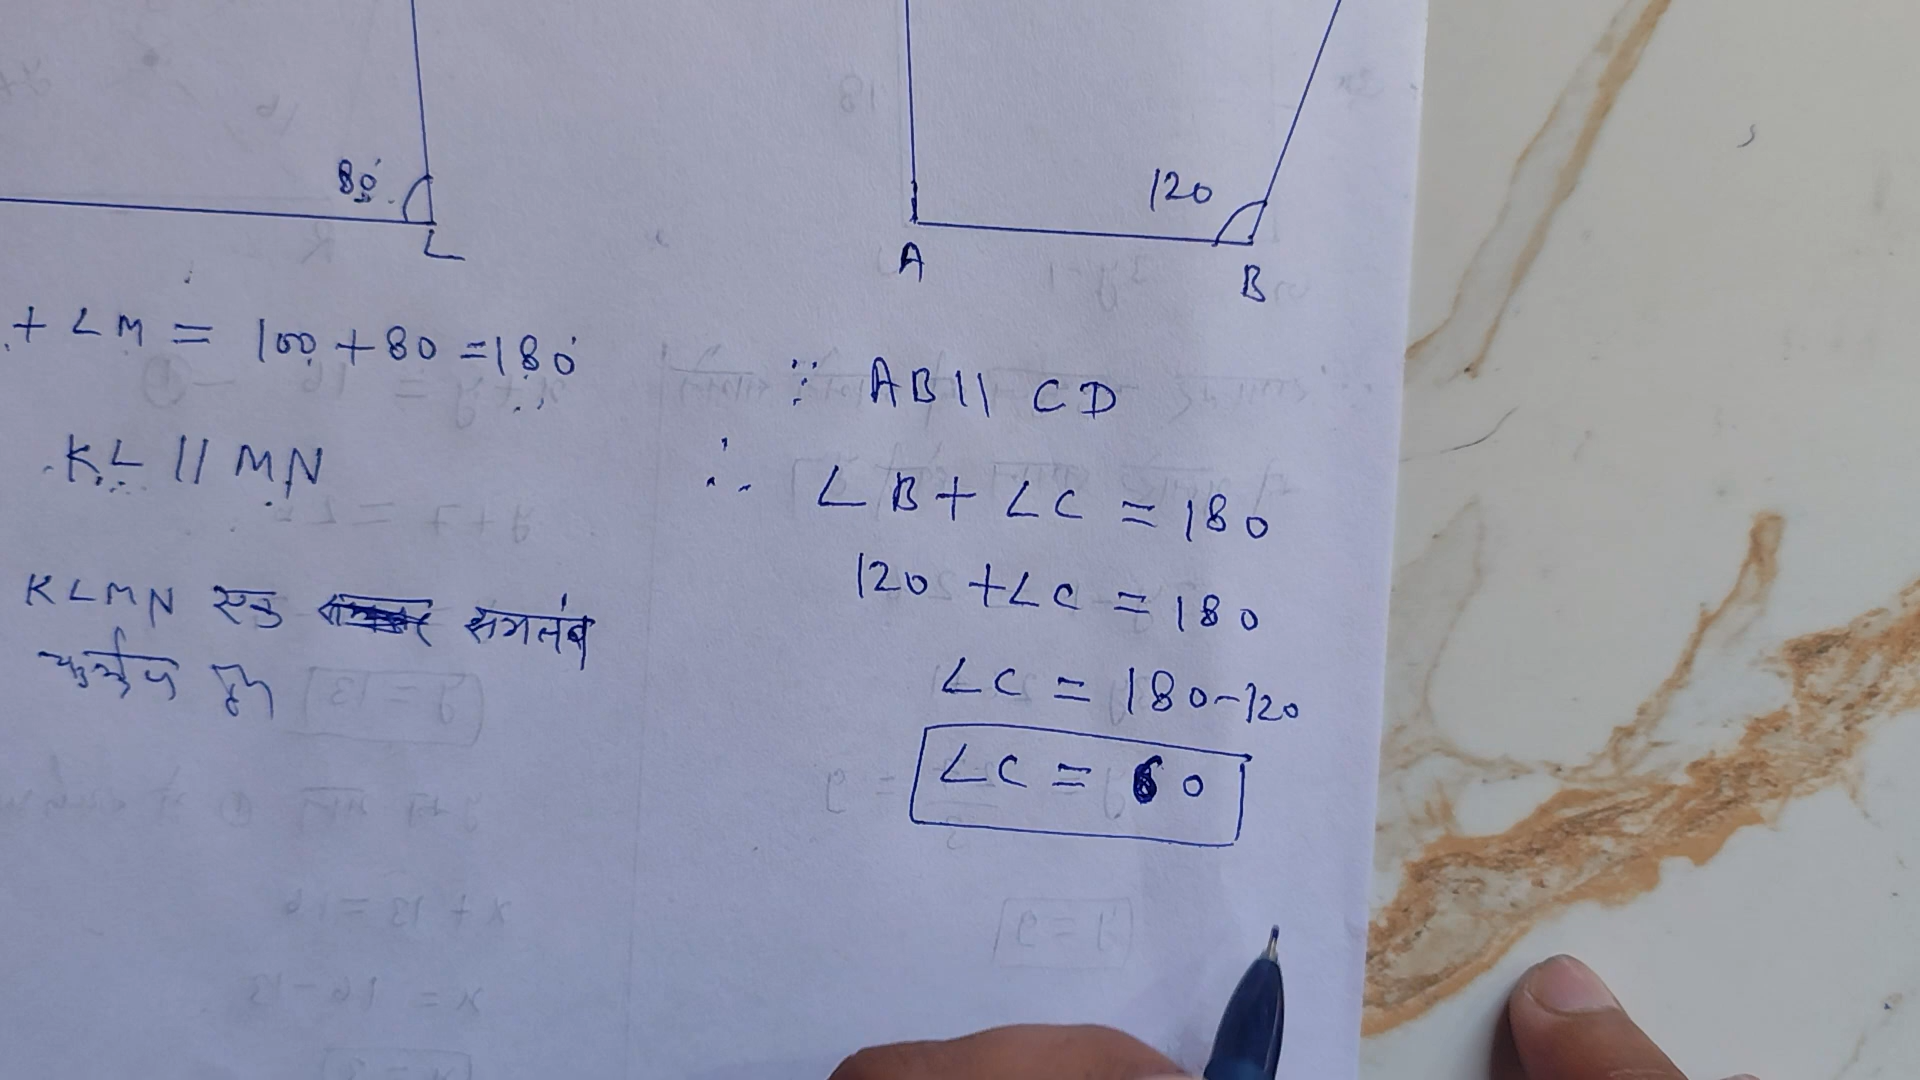 80°
L
+ ∠M = 100 + 80 = 180°
KL || MN
KLMN एक समलंब
चतुर्भुज है
120
A
B
∵ AB || CD
∴ ∠B + ∠C = 180
120 + ∠C = 180
∠C = 180 - 120
∠C = 60